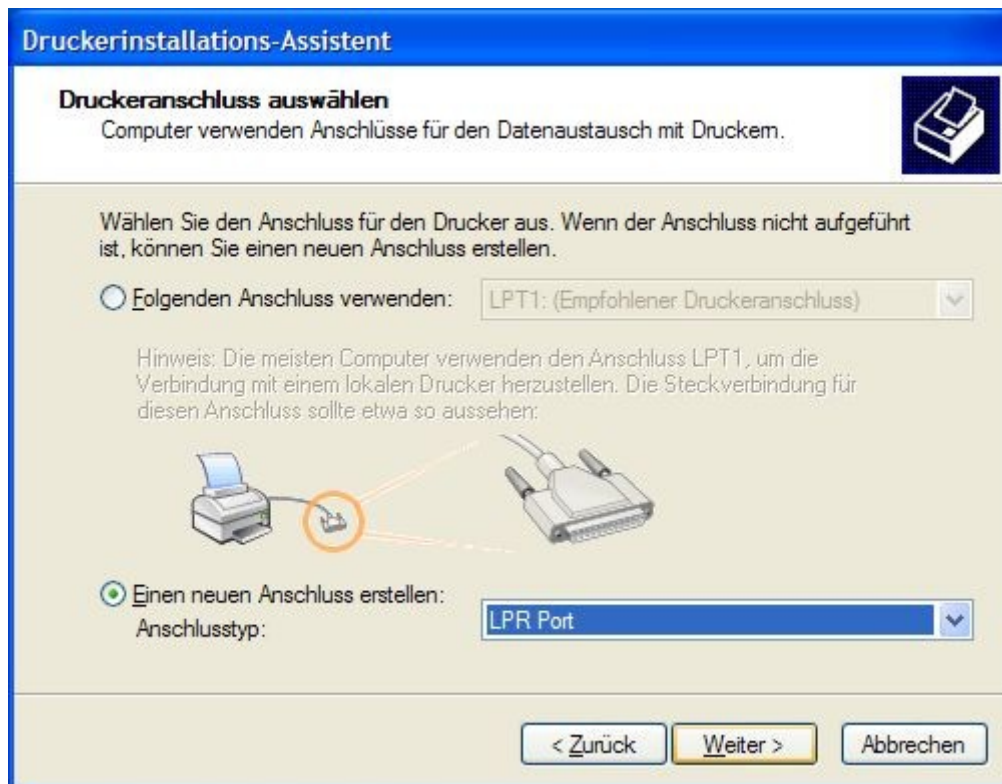 Druckerinstallations-Assistent
Druckeranschluss auswählen
Computer verwenden Anschlüsse für den Datenaustausch mit Druckern.
Wählen Sie den Anschluss für den Drucker aus. Wenn der Anschluss nicht aufgeführt
ist, können Sie einen neuen Anschluss erstellen.
Folgenden Anschluss verwenden: LPT1: (Empfohlener Druckeranschluss)
Hinweis: Die meisten Computer verwenden den Anschluss LPT1, um die
Verbindung mit einem lokalen Drucker herzustellen. Die Steckverbindung für
diesen Anschluss sollte etwa so aussehen:
Einen neuen Anschluss erstellen:
Anschlusstyp: LPR Port
< Zurück Weiter > Abbrechen